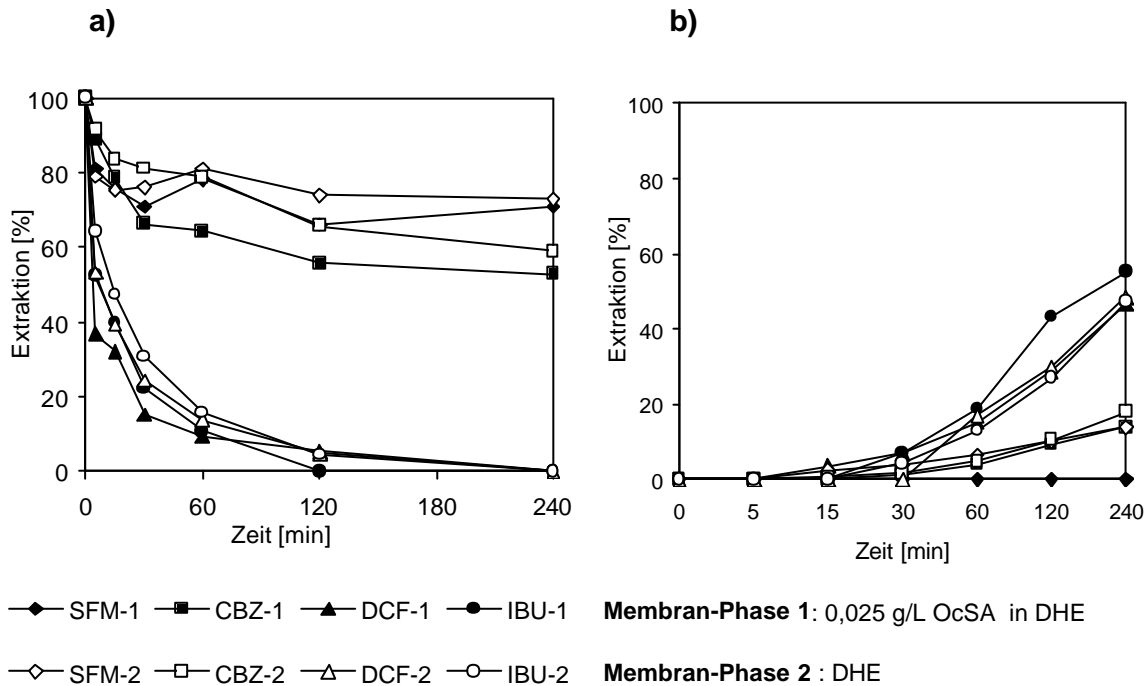 a)
b)
Extraktion [%]
100
80
60
40
20
0
0 60 120 180 240
Zeit [min]
Extraktion [%]
100
80
60
40
20
0
0 5 15 30 60 120 240
Zeit [min]
SFM-1 CBZ-1 DCF-1 IBU-1 Membran-Phase 1: 0,025 g/L OcSA in DHE
SFM-2 CBZ-2 DCF-2 IBU-2 Membran-Phase 2 : DHE